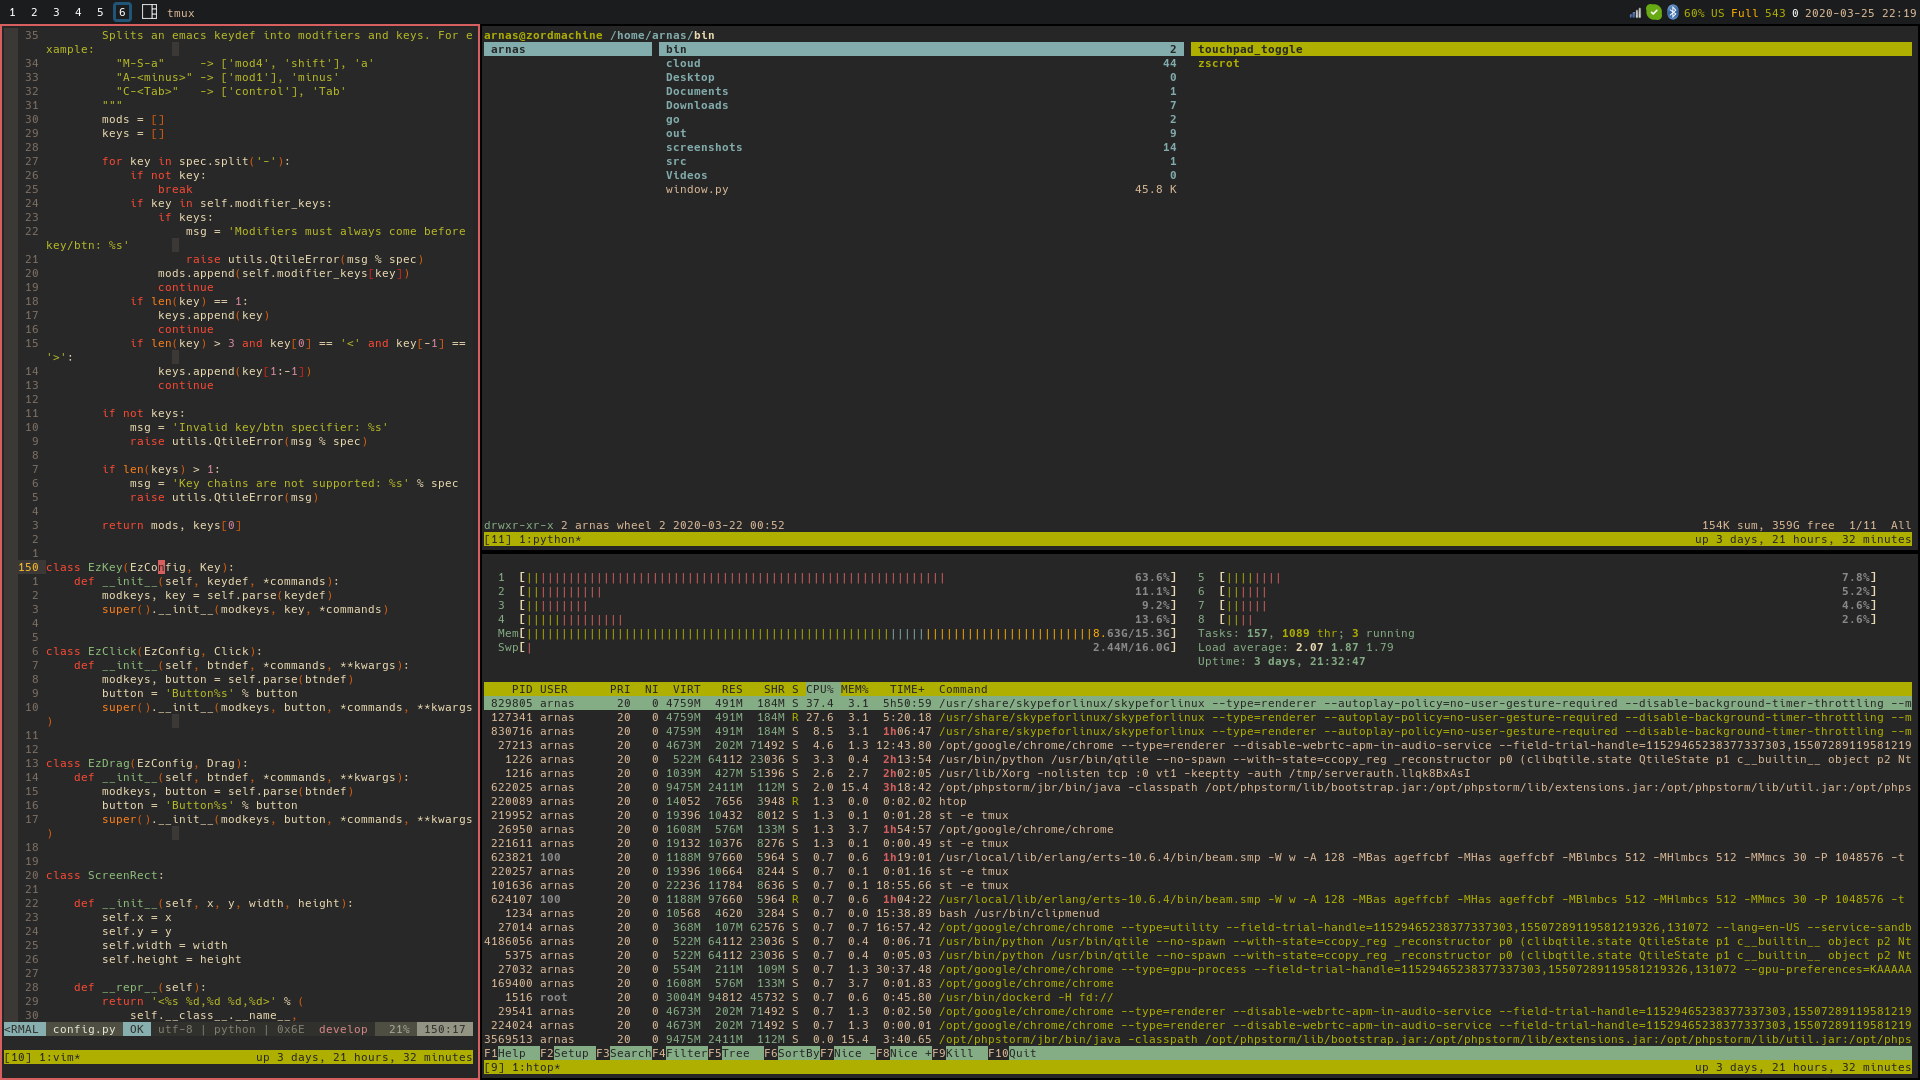 1 2 3 4 5 6 tmux
60% US Full 543 0 2020-03-25 22:19
35         Splits an emacs keydef into modifiers and keys. For e
xample:
34           "M-S-a"     -> ['mod4', 'shift'], 'a'
33           "A-<minus>" -> ['mod1'], 'minus'
32           "C-<Tab>"   -> ['control'], 'Tab'
31         """
30         mods = []
29         keys = []
28
27         for key in spec.split('-'):
26             if not key:
25                 break
24             if key in self.modifier_keys:
23                 if keys:
22                     msg = 'Modifiers must always come before
key/btn: %s'
21                     raise utils.QtileError(msg % spec)
20                 mods.append(self.modifier_keys[key])
19                 continue
18             if len(key) == 1:
17                 keys.append(key)
16                 continue
15             if len(key) > 3 and key[0] == '<' and key[-1] ==
'>':
14                 keys.append(key[1:-1])
13                 continue
12
11         if not keys:
10             msg = 'Invalid key/btn specifier: %s'
9             raise utils.QtileError(msg % spec)
8
7         if len(keys) > 1:
6             msg = 'Key chains are not supported: %s' % spec
5             raise utils.QtileError(msg)
4
3         return mods, keys[0]
2
1
150 class EzKey(EzConfig, Key):
1     def __init__(self, keydef, *commands):
2         modkeys, key = self.parse(keydef)
3         super().__init__(modkeys, key, *commands)
4
5
6 class EzClick(EzConfig, Click):
7     def __init__(self, btndef, *commands, **kwargs):
8         modkeys, button = self.parse(btndef)
9         button = 'Button%s' % button
10         super().__init__(modkeys, button, *commands, **kwargs
)
11
12
13 class EzDrag(EzConfig, Drag):
14     def __init__(self, btndef, *commands, **kwargs):
15         modkeys, button = self.parse(btndef)
16         button = 'Button%s' % button
17         super().__init__(modkeys, button, *commands, **kwargs
)
18
19
20 class ScreenRect:
21
22     def __init__(self, x, y, width, height):
23         self.x = x
24         self.y = y
25         self.width = width
26         self.height = height
27
28     def __repr__(self):
29         return '<%s %d,%d %d,%d>' % (
30             self.__class__.__name__,
<RMAL config.py OK utf-8 | python | 0x6E develop 21% 150:17
[10] 1:vim* up 3 days, 21 hours, 32 minutes
arnas@zordmachine /home/arnas/bin
arnas bin 2 touchpad_toggle
cloud 44 zscrot
Desktop 0
Documents 1
Downloads 7
go 2
out 9
screenshots 14
src 1
Videos 0
window.py 45.8 K
drwxr-xr-x 2 arnas wheel 2 2020-03-22 00:52 154K sum, 359G free 1/11 All
[11] 1:python* up 3 days, 21 hours, 32 minutes
1 [|||||||||||||||||||||||||||||||||||||||||||||||||||||||||||| 63.6%] 5 [|||||||| 7.8%]
2 [||||||||||| 11.1%] 6 [|||||| 5.2%]
3 [||||||||| 9.2%] 7 [|||||| 4.6%]
4 [|||||||||||||| 13.6%] 8 [|||| 2.6%]
Mem[|||||||||||||||||||||||||||||||||||||||||||||||||||||||||||||||||||||||||||||||||8.63G/15.3G] Tasks: 157, 1089 thr; 3 running
Swp[| 2.44M/16.0G] Load average: 2.07 1.87 1.79
Uptime: 3 days, 21:32:47
PID USER PRI NI VIRT RES SHR S CPU% MEM% TIME+ Command
829805 arnas 20 0 4759M 491M 184M S 37.4 3.1 5h50:59 /usr/share/skypeforlinux/skypeforlinux --type=renderer --autoplay-policy=no-user-gesture-required --disable-background-timer-throttling --m
127341 arnas 20 0 4759M 491M 184M R 27.6 3.1 5:20.18 /usr/share/skypeforlinux/skypeforlinux --type=renderer --autoplay-policy=no-user-gesture-required --disable-background-timer-throttling --m
830716 arnas 20 0 4759M 491M 184M S 8.5 3.1 1h06:47 /usr/share/skypeforlinux/skypeforlinux --type=renderer --autoplay-policy=no-user-gesture-required --disable-background-timer-throttling --m
27213 arnas 20 0 4673M 202M 71492 S 4.6 1.3 12:43.80 /opt/google/chrome/chrome --type=renderer --disable-webrtc-apm-in-audio-service --field-trial-handle=11529465238377337303,15507289119581219
1226 arnas 20 0 522M 64112 23036 S 3.3 0.4 2h13:54 /usr/bin/python /usr/bin/qtile --no-spawn --with-state=ccopy_reg _reconstructor p0 (clibqtile.state QtileState p1 c__builtin__ object p2 Nt
1216 arnas 20 0 1039M 427M 51396 S 2.6 2.7 2h02:05 /usr/lib/Xorg -nolisten tcp :0 vt1 -keeptty -auth /tmp/serverauth.llqk8BxAsI
622025 arnas 20 0 9475M 2411M 112M S 2.0 15.4 3h18:42 /opt/phpstorm/jbr/bin/java -classpath /opt/phpstorm/lib/bootstrap.jar:/opt/phpstorm/lib/extensions.jar:/opt/phpstorm/lib/util.jar:/opt/phps
220089 arnas 20 0 14052 7656 3948 R 1.3 0.0 0:02.02 htop
219952 arnas 20 0 19396 10432 8012 S 1.3 0.1 0:01.28 st -e tmux
26950 arnas 20 0 1608M 576M 133M S 1.3 3.7 1h54:57 /opt/google/chrome/chrome
221611 arnas 20 0 19132 10376 8276 S 1.3 0.1 0:00.49 st -e tmux
623821 100 20 0 1188M 97660 5964 S 0.7 0.6 1h19:01 /usr/local/lib/erlang/erts-10.6.4/bin/beam.smp -W w -A 128 -MBas ageffcbf -MHas ageffcbf -MBlmbcs 512 -MHlmbcs 512 -MMmcs 30 -P 1048576 -t
220257 arnas 20 0 19396 10664 8244 S 0.7 0.1 0:01.16 st -e tmux
101636 arnas 20 0 22236 11784 8636 S 0.7 0.1 18:55.66 st -e tmux
624107 100 20 0 1188M 97660 5964 R 0.7 0.6 1h04:22 /usr/local/lib/erlang/erts-10.6.4/bin/beam.smp -W w -A 128 -MBas ageffcbf -MHas ageffcbf -MBlmbcs 512 -MHlmbcs 512 -MMmcs 30 -P 1048576 -t
1234 arnas 20 0 10568 4620 3284 S 0.7 0.0 15:38.89 bash /usr/bin/clipmenud
27014 arnas 20 0 368M 107M 62576 S 0.7 0.7 16:57.42 /opt/google/chrome/chrome --type=utility --field-trial-handle=11529465238377337303,15507289119581219326,131072 --lang=en-US --service-sandb
4186056 arnas 20 0 522M 64112 23036 S 0.7 0.4 0:06.71 /usr/bin/python /usr/bin/qtile --no-spawn --with-state=ccopy_reg _reconstructor p0 (clibqtile.state QtileState p1 c__builtin__ object p2 Nt
5375 arnas 20 0 522M 64112 23036 S 0.7 0.4 0:05.03 /usr/bin/python /usr/bin/qtile --no-spawn --with-state=ccopy_reg _reconstructor p0 (clibqtile.state QtileState p1 c__builtin__ object p2 Nt
27032 arnas 20 0 554M 211M 109M S 0.7 1.3 30:37.48 /opt/google/chrome/chrome --type=gpu-process --field-trial-handle=11529465238377337303,15507289119581219326,131072 --gpu-preferences=KAAAAA
169400 arnas 20 0 1608M 576M 133M S 0.7 3.7 0:01.83 /opt/google/chrome/chrome
1516 root 20 0 3004M 94812 45732 S 0.7 0.6 0:45.80 /usr/bin/dockerd -H fd://
29541 arnas 20 0 4673M 202M 71492 S 0.7 1.3 0:02.50 /opt/google/chrome/chrome --type=renderer --disable-webrtc-apm-in-audio-service --field-trial-handle=11529465238377337303,15507289119581219
224024 arnas 20 0 4673M 202M 71492 S 0.7 1.3 0:00.01 /opt/google/chrome/chrome --type=renderer --disable-webrtc-apm-in-audio-service --field-trial-handle=11529465238377337303,15507289119581219
3569513 arnas 20 0 9475M 2411M 112M S 0.0 15.4 3:40.65 /opt/phpstorm/jbr/bin/java -classpath /opt/phpstorm/lib/bootstrap.jar:/opt/phpstorm/lib/extensions.jar:/opt/phpstorm/lib/util.jar:/opt/phps
F1Help F2Setup F3SearchF4FilterF5Tree F6SortByF7Nice -F8Nice +F9Kill F10Quit
[9] 1:htop* up 3 days, 21 hours, 32 minutes